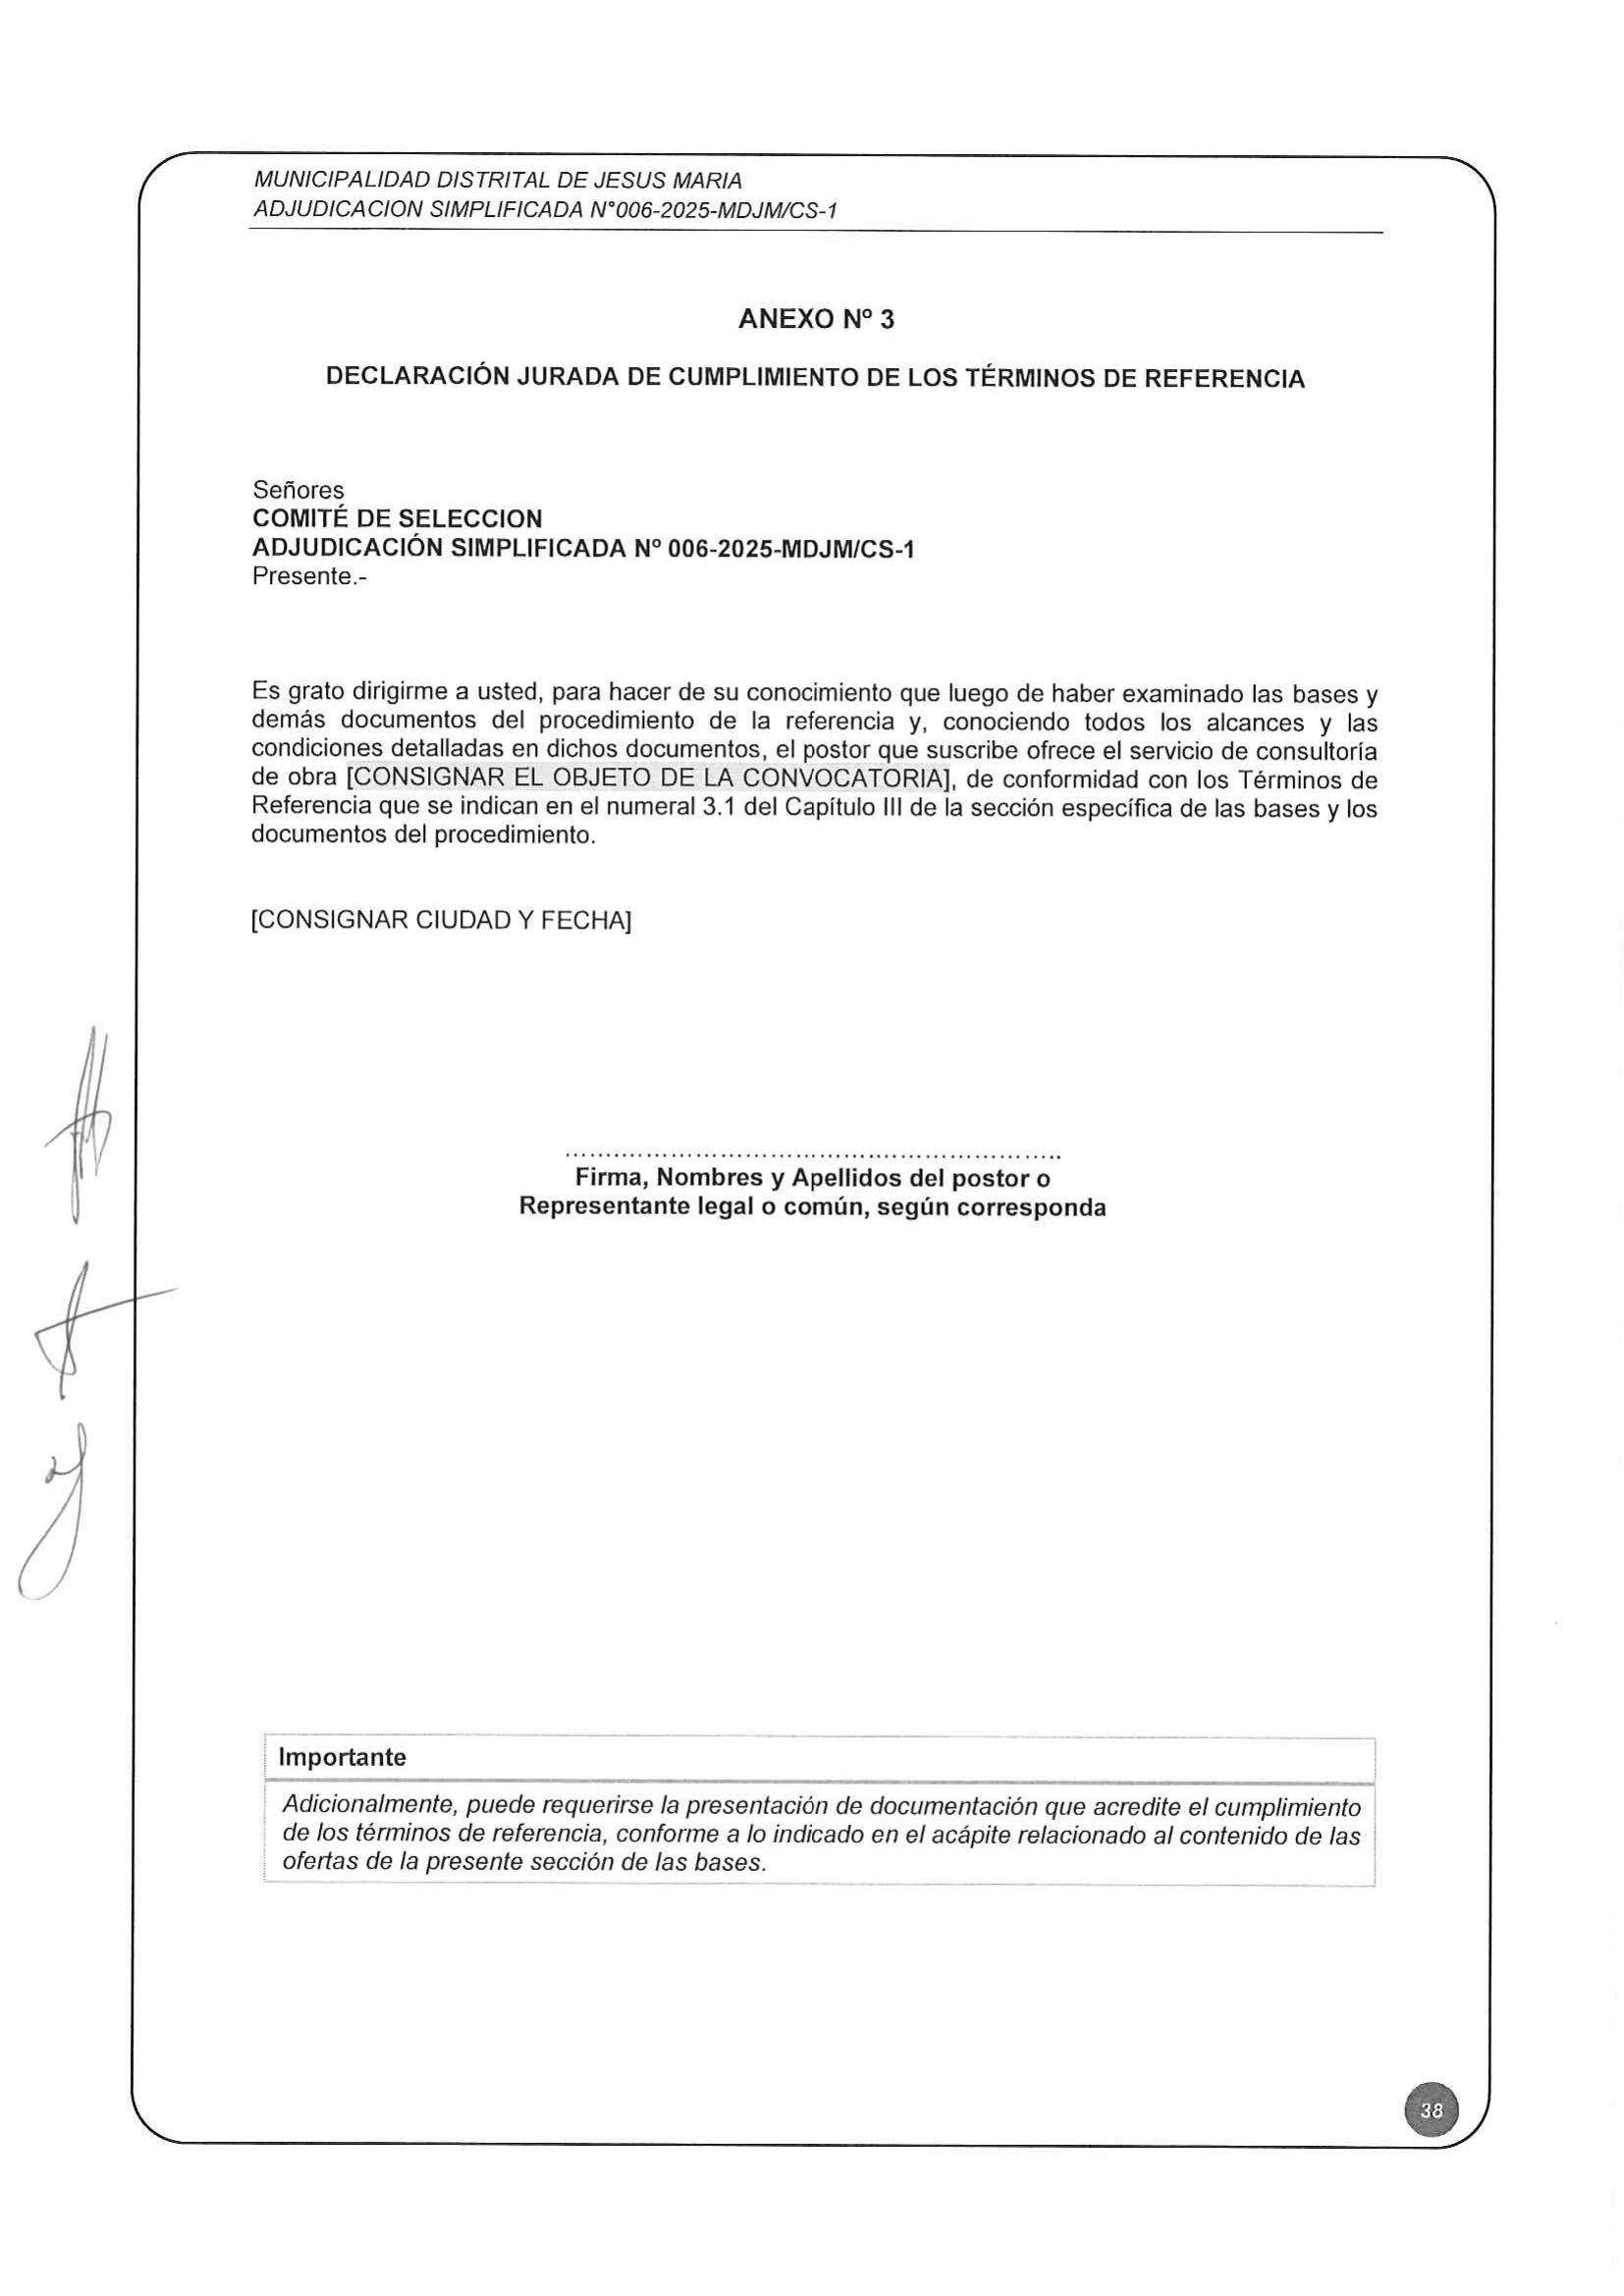 MUNICIPALIDAD DISTRITAL DE JESUS MARIA
ADJUDICACION SIMPLIFICADA N°006-2025-MDJM/CS-1
ANEXO Nº 3
DECLARACIÓN JURADA DE CUMPLIMIENTO DE LOS TÉRMINOS DE REFERENCIA
Señores
COMITÉ DE SELECCION
ADJUDICACIÓN SIMPLIFICADA Nº 006-2025-MDJM/CS-1
Presente.-
Es grato dirigirme a usted, para hacer de su conocimiento que luego de haber examinado las bases y
demás documentos del procedimiento de la referencia y, conociendo todos los alcances y las
condiciones detalladas en dichos documentos, el postor que suscribe ofrece el servicio de consultoría
de obra [CONSIGNAR EL OBJETO DE LA CONVOCATORIA], de conformidad con los Términos de
Referencia que se indican en el numeral 3.1 del Capítulo III de la sección específica de las bases y los
documentos del procedimiento.
[CONSIGNAR CIUDAD Y FECHA]
..............................................................
Firma, Nombres y Apellidos del postor o
Representante legal o común, según corresponda
Importante
Adicionalmente, puede requerirse la presentación de documentación que acredite el cumplimiento
de los términos de referencia, conforme a lo indicado en el acápite relacionado al contenido de las
ofertas de la presente sección de las bases.
38